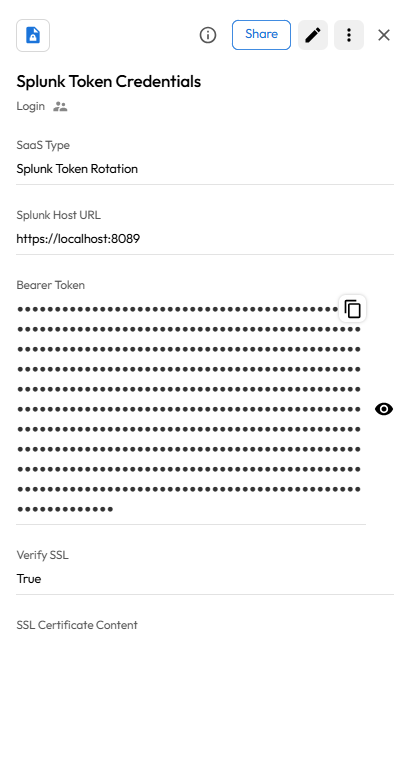 Share
Splunk Token Credentials
Login
SaaS Type
Splunk Token Rotation
Splunk Host URL
https://localhost:8089
Bearer Token
Verify SSL
True
SSL Certificate Content